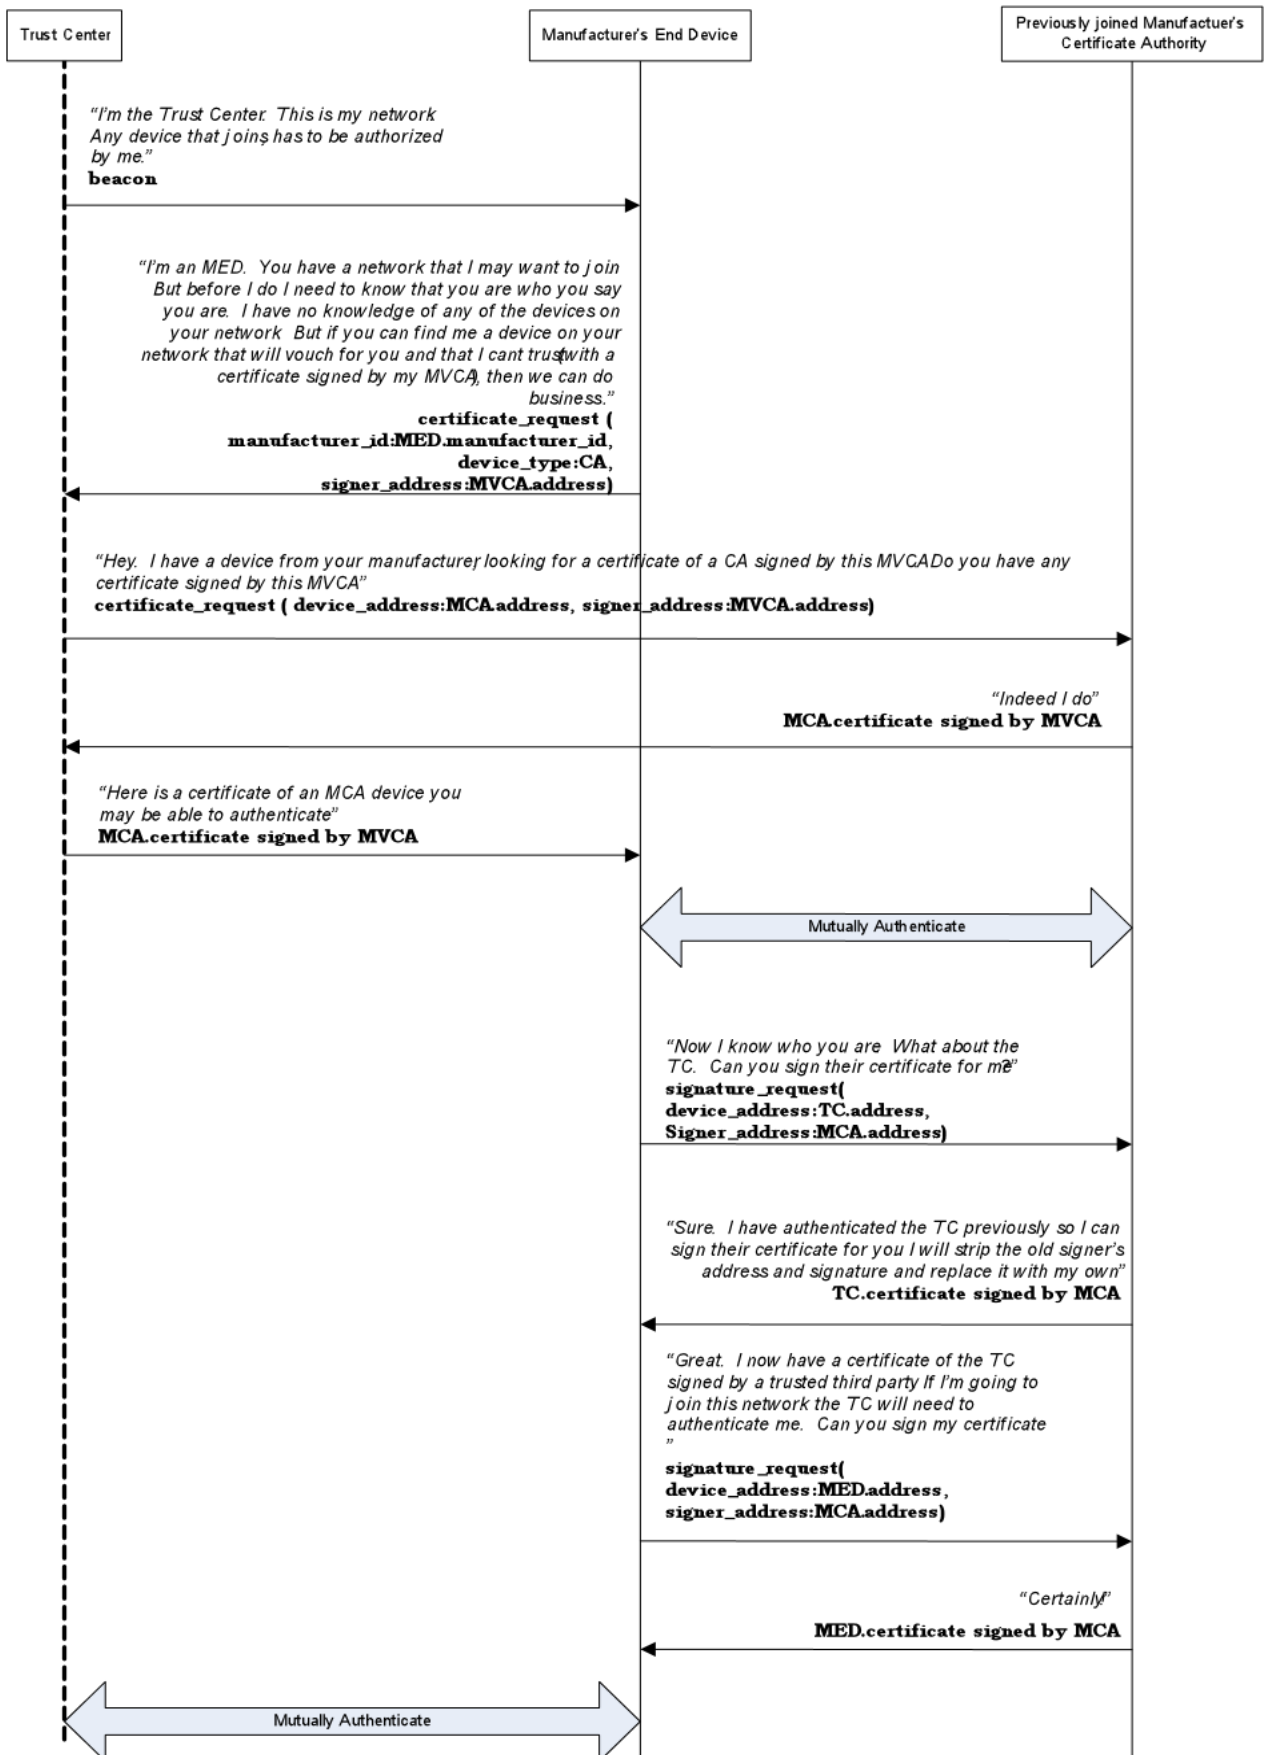 Trust Center
Manufacturer's End Device
Previously joined Manufactuer's
Certificate Authority
“I'm the Trust Center. This is my network
Any device that joins, has to be authorized
by me.”
beacon
“I'm an MED. You have a network that I may want to join
But before I do I need to know that you are who you say
you are. I have no knowledge of any of the devices on
your network But if you can find me a device on your
network that will vouch for you and that I cant trust(with a
certificate signed by my MVCA), then we can do
business.”
certificate_request (
manufacturer_id:MED.manufacturer_id,
device_type:CA,
signer_address:MVCA.address)
“Hey. I have a device from your manufacturer, looking for a certificate of a CA signed by this MVCA. Do you have any
certificate signed by this MVCA”
certificate_request ( device_address:MCA.address, signer_address:MVCA.address)
“Indeed I do”
MCA.certificate signed by MVCA
“Here is a certificate of an MCA device you
may be able to authenticate”
MCA.certificate signed by MVCA
Mutually Authenticate
“Now I know who you are What about the
TC. Can you sign their certificate for me?”
signature_request(
device_address:TC.address,
Signer_address:MCA.address)
“Sure. I have authenticated the TC previously so I can
sign their certificate for you I will strip the old signer's
address and signature and replace it with my own”
TC.certificate signed by MCA
“Great. I now have a certificate of the TC
signed by a trusted third party If I'm going to
join this network the TC will need to
authenticate me. Can you sign my certificate
”
signature_request(
device_address:MED.address,
signer_address:MCA.address)
“Certainly!”
MED.certificate signed by MCA
Mutually Authenticate